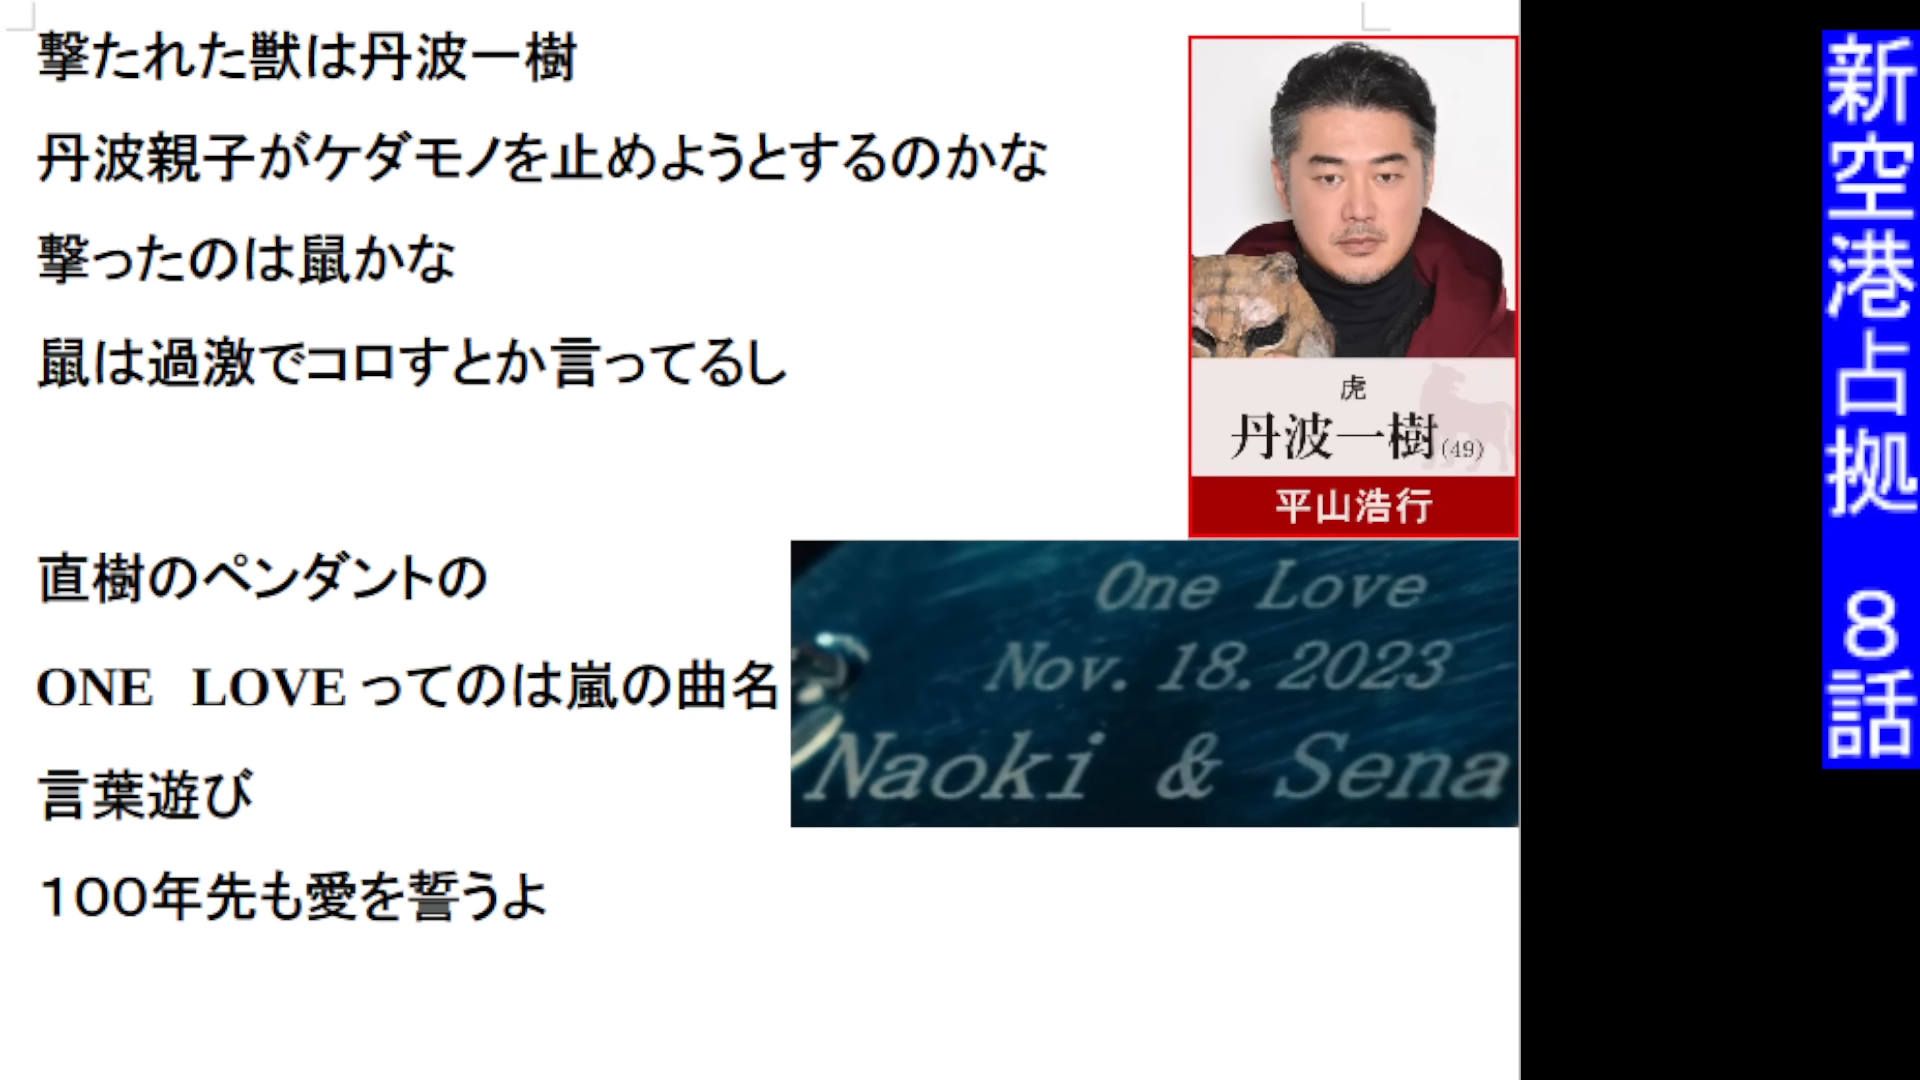 撃たれた獣は丹波一樹
丹波親子がケダモノを止めようとするのかな
撃ったのは鼠かな
鼠は過激でコロすとか言ってるし
虎
丹波一樹(49)
平山浩行
直樹のペンダントの
ONE LOVEってのは嵐の曲名
言葉遊び
１００年先も愛を誓うよ
One Love
Nov. 18. 2023
Naoki & Sena
新空港占拠 ８話